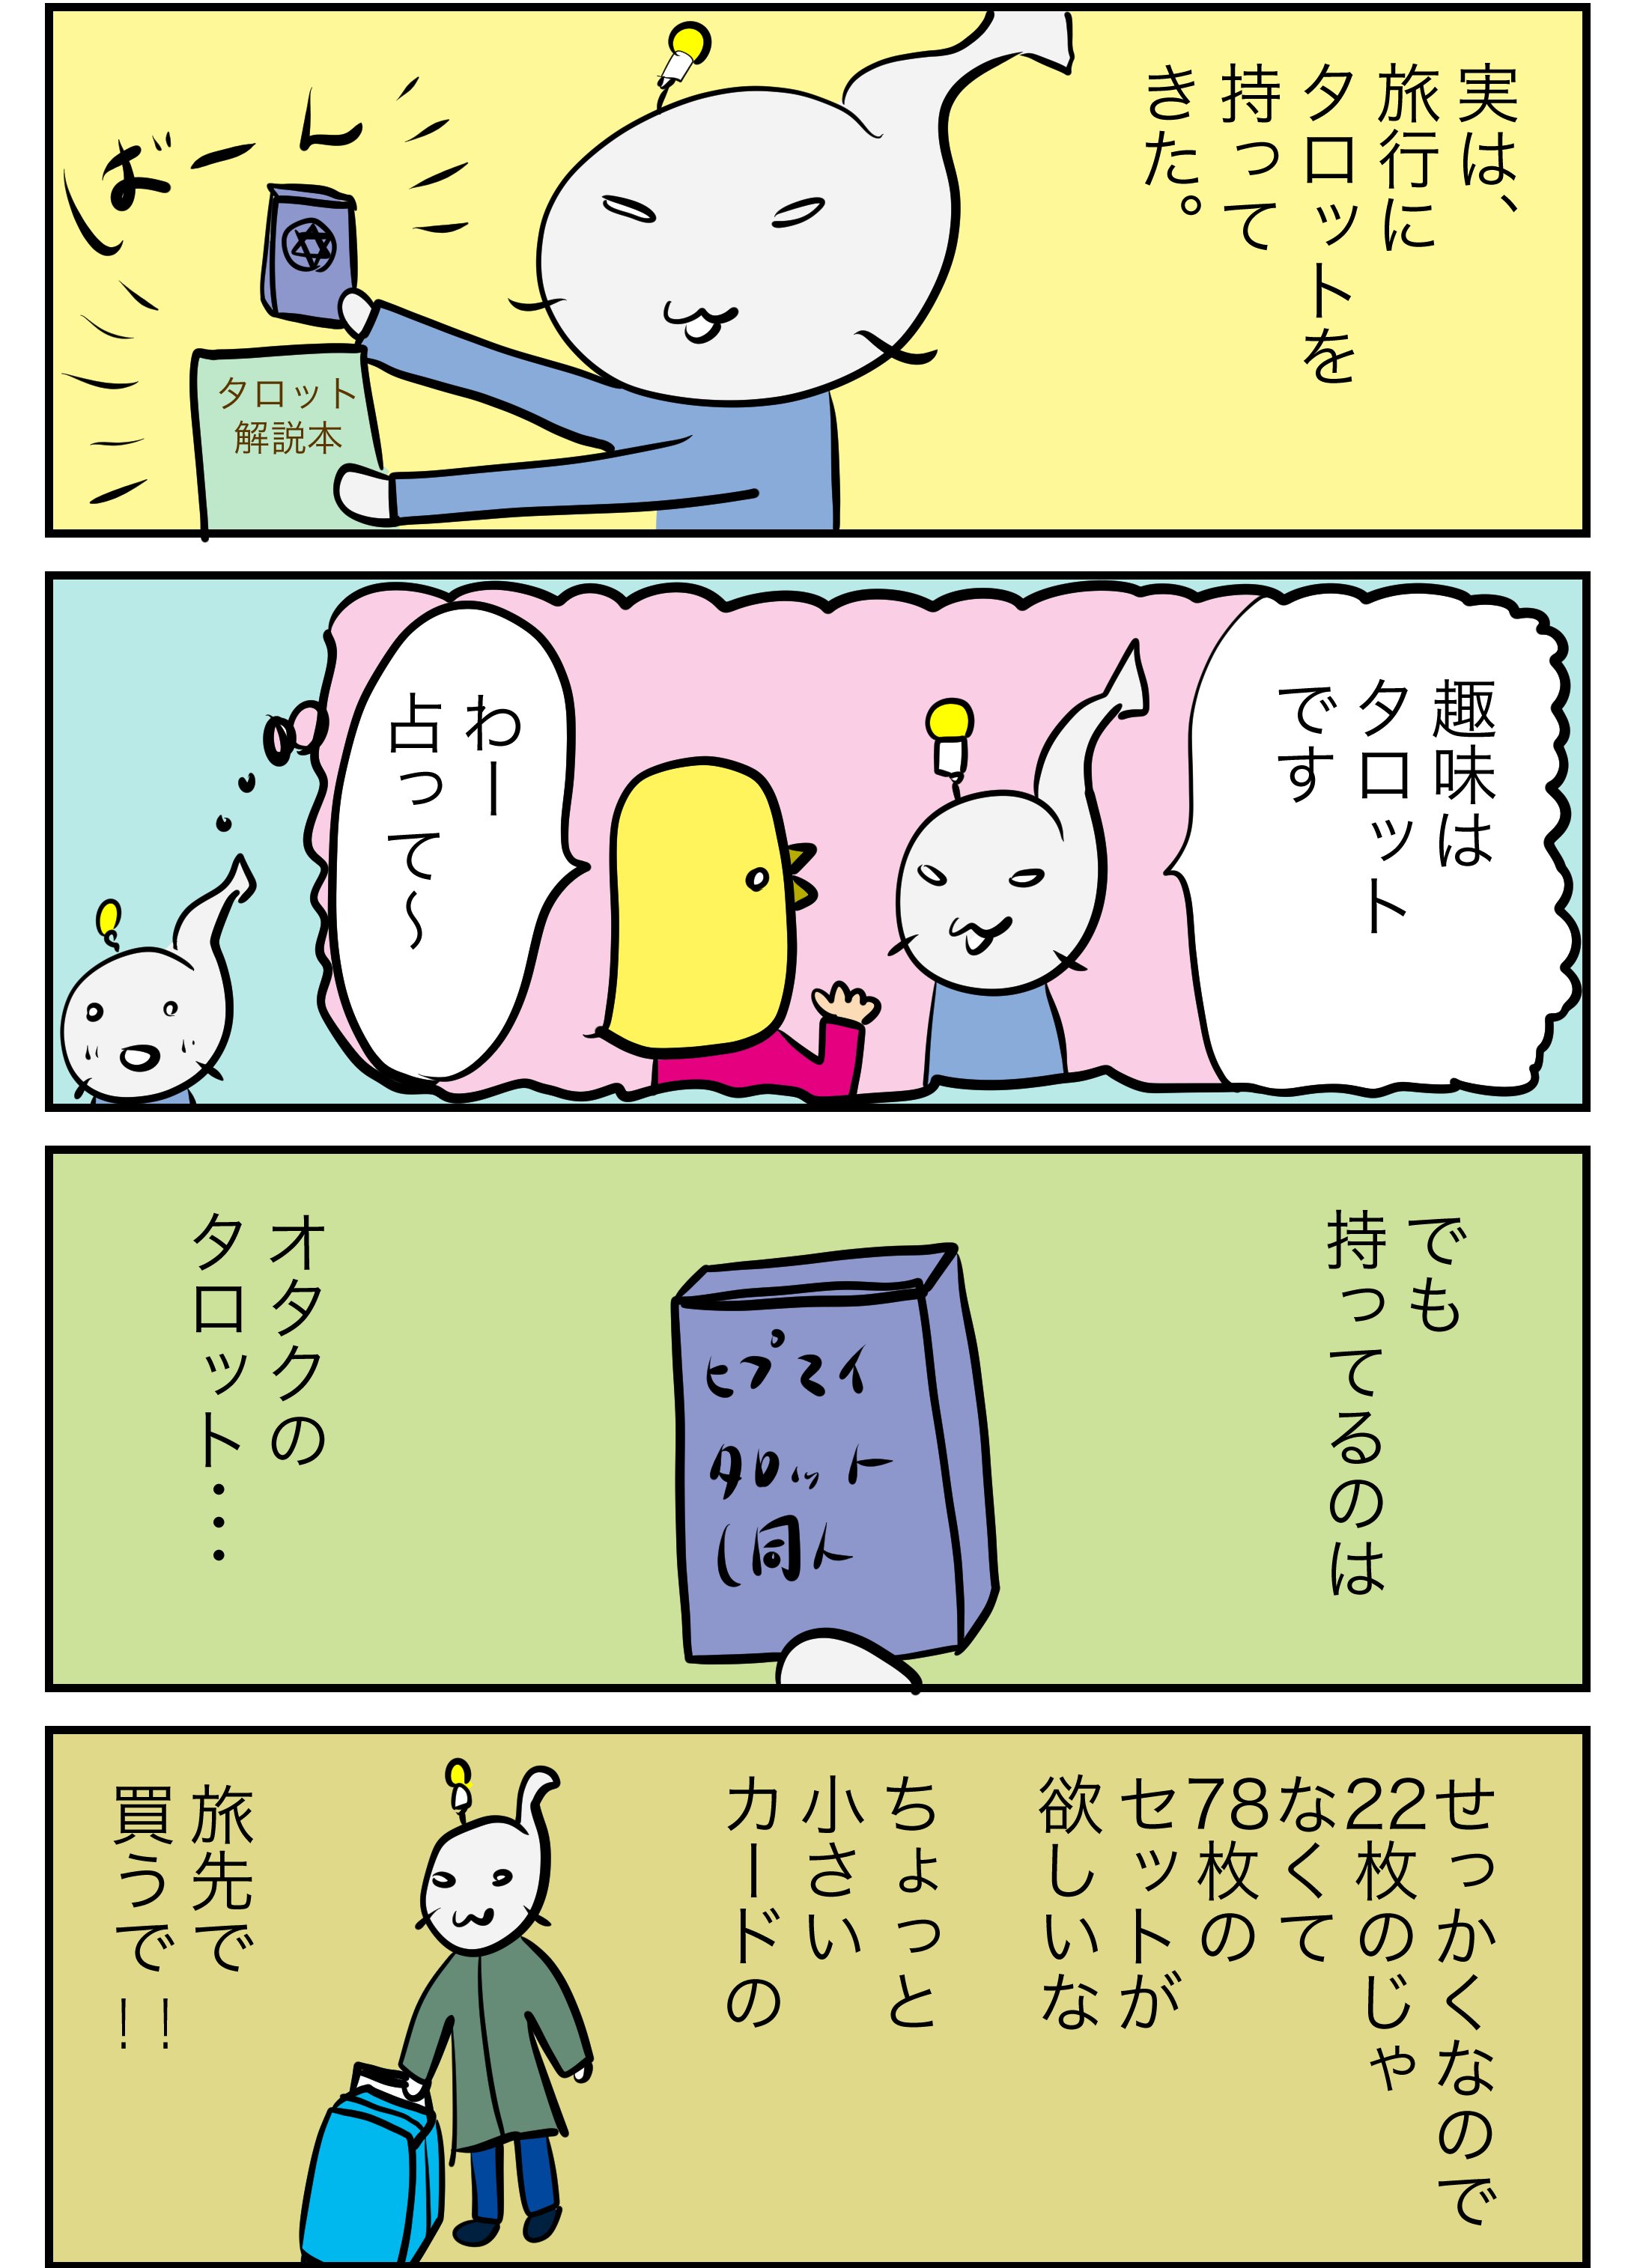 実は、
旅行に
タロットを
持って
きた。
ばーん
タロット
解説本
趣味は
タロット
です
わー
占って～
でも
持ってるのは
ヒプマイ
タロット
(同人
オタクの
タロット…
せっかくなので
22枚のじゃ
なくて
78枚の
セットが
欲しいな
ちょっと
小さい
カードの
旅先で
買うで!!